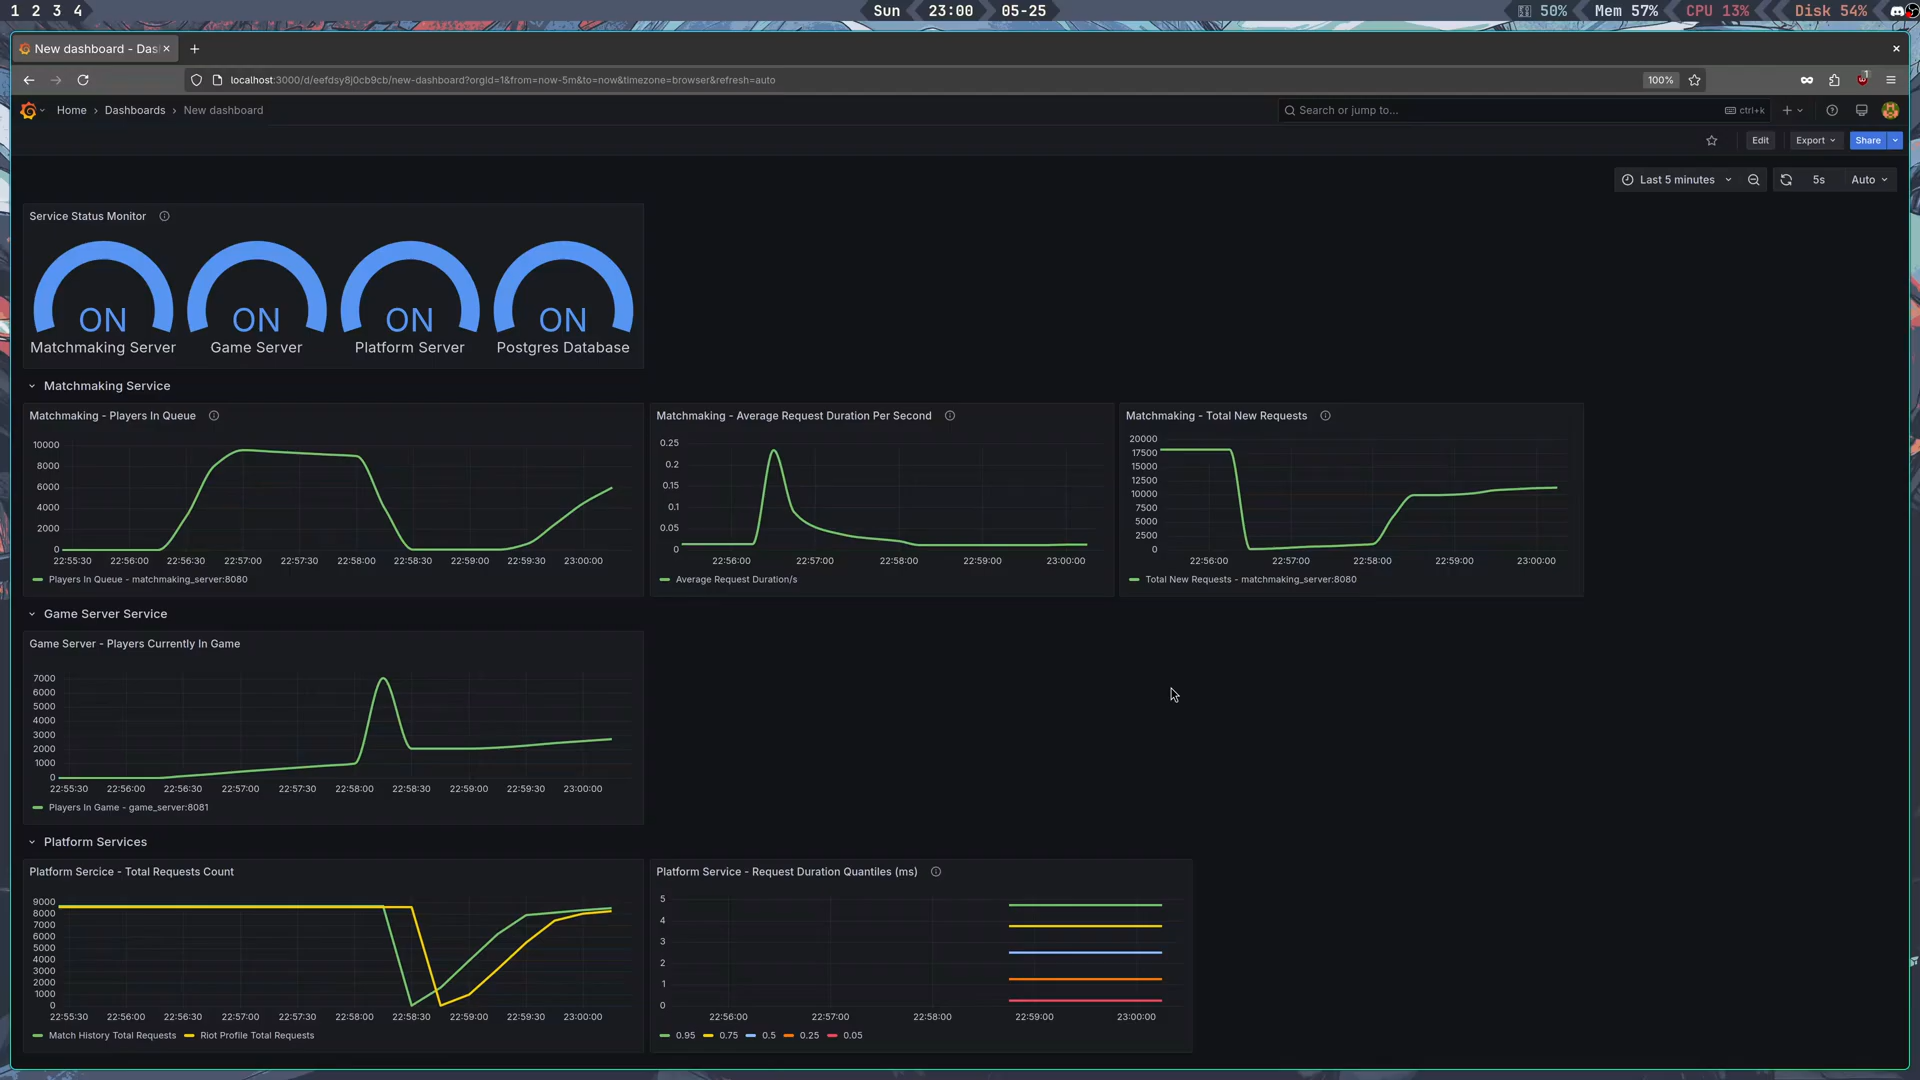 1 2 3 4
Sun 23:00 05-25
50% Mem 57% CPU 13% Disk 54%
New dashboard - Das
localhost:3000/d/eefdsy8j0cb9cb/new-dashboard?orgId=1&from=now-5m&to=now&timezone=browser&refresh=auto
100%
1
Home › Dashboards › New dashboard
Search or jump to...
ctrl+k
Edit
Export
Share
Last 5 minutes
5s
Auto
Service Status Monitor
ON ON ON ON
Matchmaking Server Game Server Platform Server Postgres Database
Matchmaking Service
Matchmaking - Players In Queue
10000
8000
6000
4000
2000
0
22:55:30 22:56:00 22:56:30 22:57:00 22:57:30 22:58:00 22:58:30 22:59:00 22:59:30 23:00:00
Players In Queue - matchmaking_server:8080
Matchmaking - Average Request Duration Per Second
0.25
0.2
0.15
0.1
0.05
0
22:56:00 22:57:00 22:58:00 22:59:00 23:00:00
Average Request Duration/s
Matchmaking - Total New Requests
20000
17500
15000
12500
10000
7500
5000
2500
0
22:56:00 22:57:00 22:58:00 22:59:00 23:00:00
Total New Requests - matchmaking_server:8080
Game Server Service
Game Server - Players Currently In Game
7000
6000
5000
4000
3000
2000
1000
0
22:55:30 22:56:00 22:56:30 22:57:00 22:57:30 22:58:00 22:58:30 22:59:00 22:59:30 23:00:00
Players In Game - game_server:8081
Platform Services
Platform Sercice - Total Requests Count
9000
8000
7000
6000
5000
4000
3000
2000
1000
0
22:55:30 22:56:00 22:56:30 22:57:00 22:57:30 22:58:00 22:58:30 22:59:00 22:59:30 23:00:00
Match History Total Requests Riot Profile Total Requests
Platform Service - Request Duration Quantiles (ms)
5
4
3
2
1
0
22:56:00 22:57:00 22:58:00 22:59:00 23:00:00
0.95 0.75 0.5 0.25 0.05